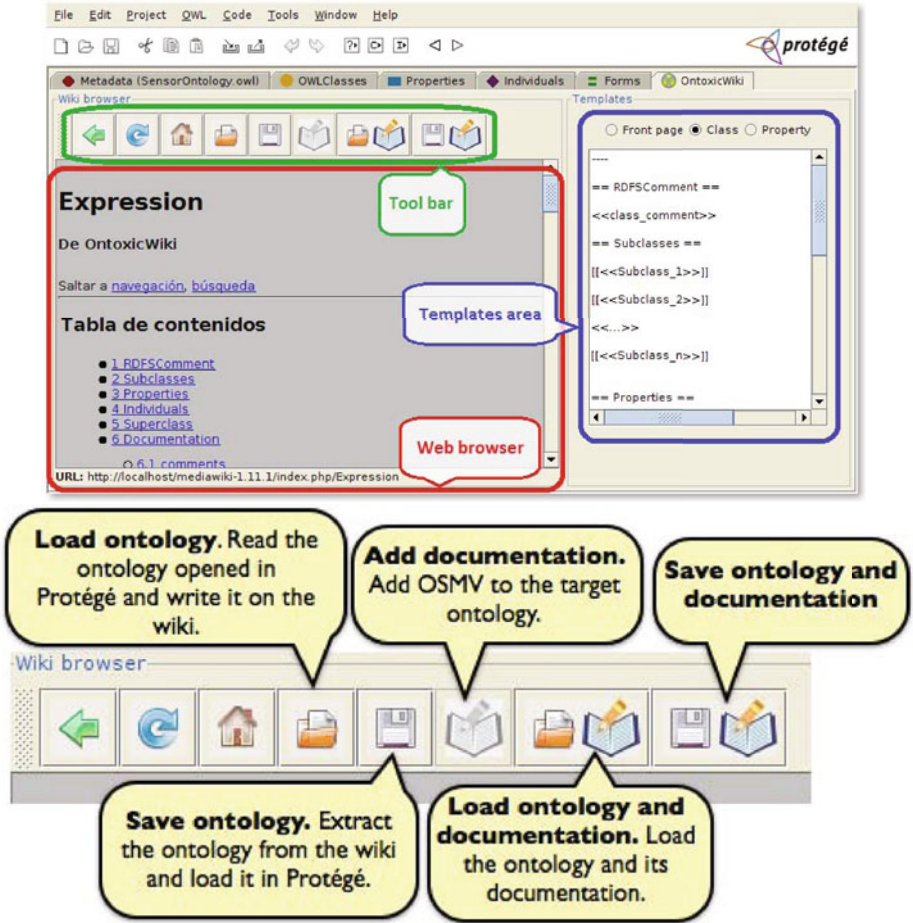 File Edit Project OWL Code Tools Window Help
protégé
Metadata (SensorOntology.owl) OWLClasses Properties Individuals Forms OntoxicWiki
Wiki browser
Tool bar
Expression
De OntoxicWiki
Saltar a navegación, búsqueda
Tabla de contenidos
1 RDFSComment
2 Subclasses
3 Properties
4 Individuals
5 Superclass
6 Documentation
6.1 comments
URL: http://localhost/mediawiki-1.11.1/index.php/Expression
Web browser
Templates area
Templates
Front page Class Property
----
== RDFSComment ==
<<class_comment>>
== Subclasses ==
[[<<Subclass_1>>]]
[[<<Subclass_2>>]]
<<...>>
[[<<Subclass_n>>]]
== Properties ==
Load ontology. Read the
ontology opened in
Protégé and write it on the
wiki.
Add documentation.
Add OSMV to the target
ontology.
Save ontology and
documentation
Wiki browser
Save ontology. Extract
the ontology from the wiki
and load it in Protégé.
Load ontology and
documentation. Load
the ontology and its
documentation.